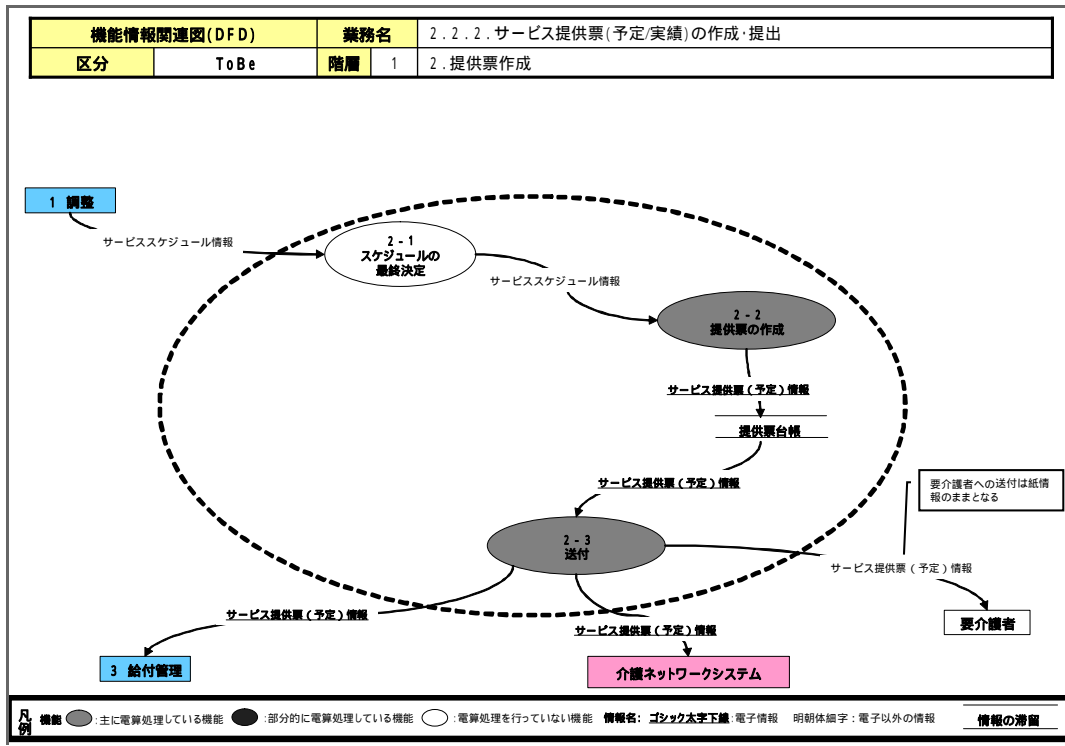 機能情報関連図(DFD)
業務名
2.2.2.サービス提供票(予定/実績)の作成・提出
区分
ToBe
階層
1
2.提供票作成
1 調整
サービススケジュール情報
2-1
スケジュールの
最終決定
サービススケジュール情報
2-2
提供票の作成
サービス提供票(予定)情報
提供票台帳
サービス提供票(予定)情報
要介護者への送付は紙情
報のままとなる
2-3
送付
サービス提供票(予定)情報
サービス提供票(予定)情報
サービス提供票(予定)情報
要介護者
3 給付管理
介護ネットワークシステム
凡例
機能
:主に電算処理している機能
:部分的に電算処理している機能
:電算処理を行っていない機能
情報名: ゴシック太字下線:電子情報 明朝体細字:電子以外の情報
情報の滞留